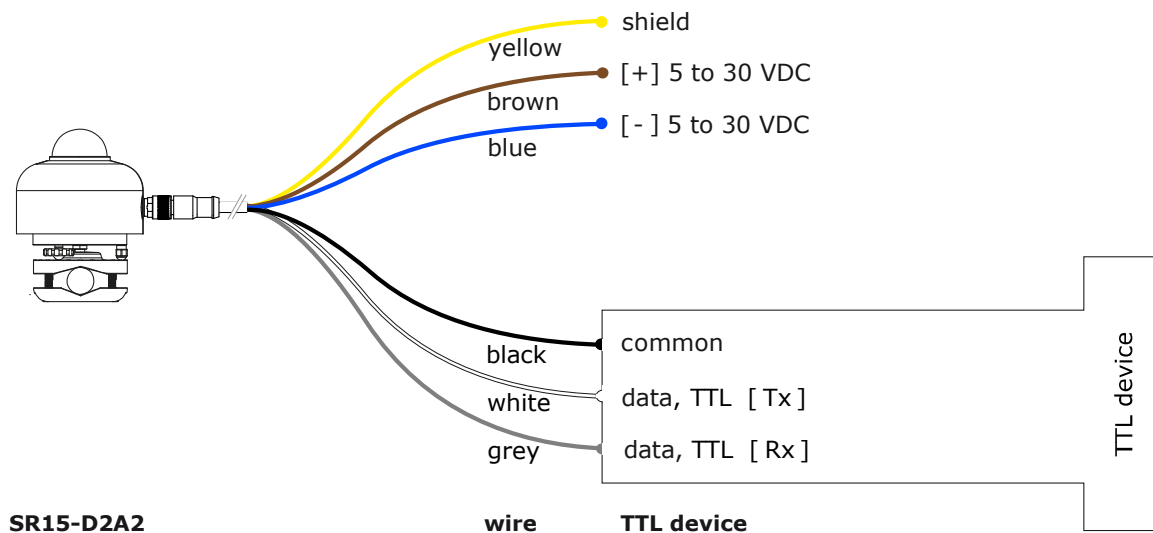 shield
yellow
[+] 5 to 30 VDC
brown
[-] 5 to 30 VDC
blue
common
black
data, TTL [Tx]
white
data, TTL [Rx]
grey
TTL device
SR15-D2A2 wire TTL device